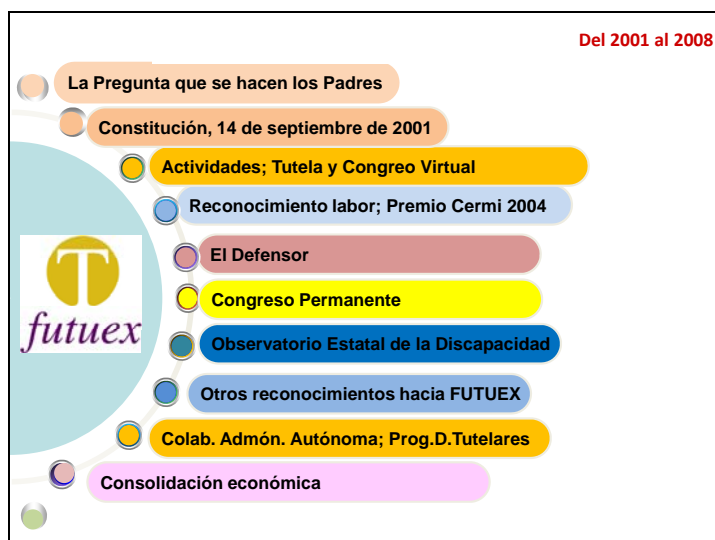 Del 2001 al 2008
La Pregunta que se hacen los Padres
Constitución, 14 de septiembre de 2001
Actividades; Tutela y Congreo Virtual
Reconocimiento labor; Premio Cermi 2004
El Defensor
Congreso Permanente
Observatorio Estatal de la Discapacidad
Otros reconocimientos hacia FUTUEX
Colab. Admón. Autónoma; Prog.D.Tutelares
Consolidación económica
T
futuex